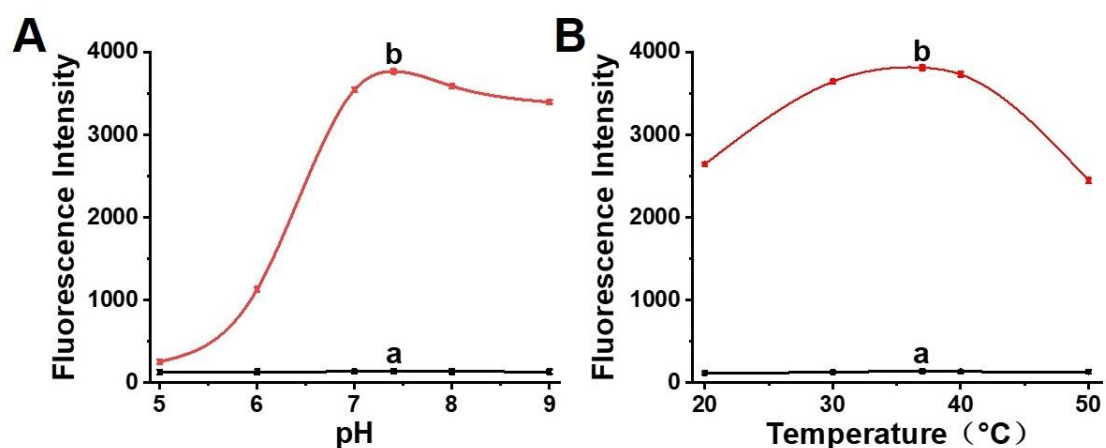 A
Fluorescence Intensity
4000
3000
2000
1000
0
b
a
5
6
7
8
9
pH
B
Fluorescence Intensity
4000
3000
2000
1000
0
b
a
20
30
40
50
Temperature（°C）